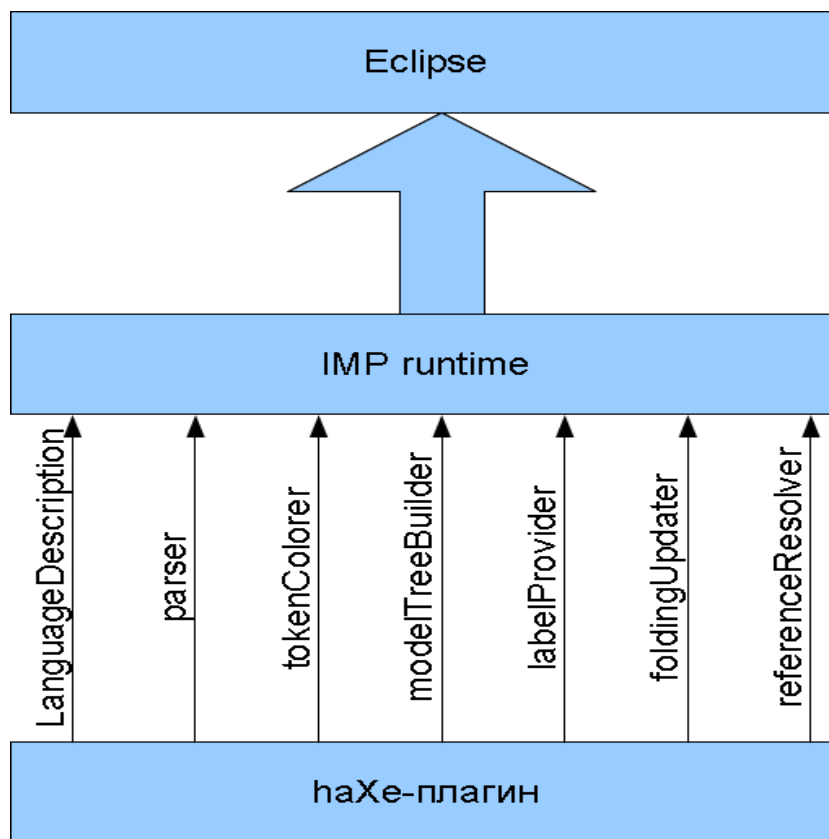 Eclipse
IMP runtime
LanguageDescription
parser
tokenColorer
modelTreeBuilder
labelProvider
foldingUpdater
referenceResolver
haXe-плагин